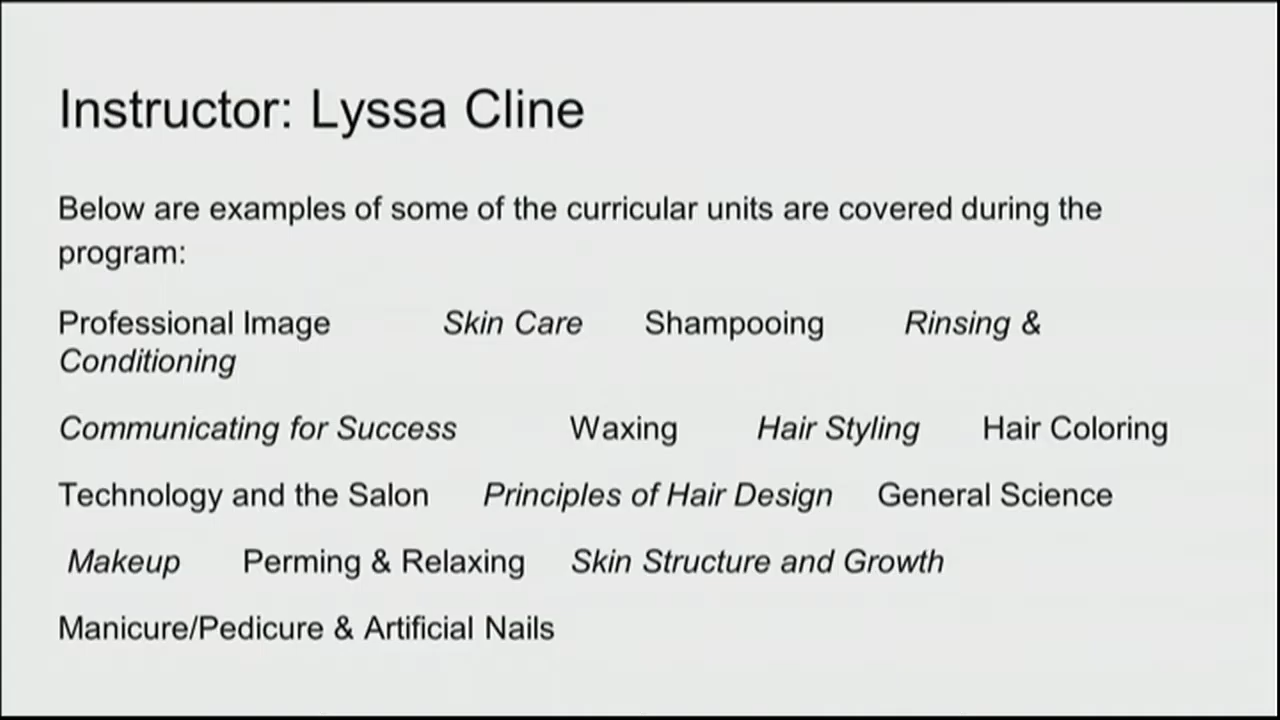 Instructor: Lyssa Cline
Below are examples of some of the curricular units are covered during the
program:
Professional Image Skin Care Shampooing Rinsing &
Conditioning
Communicating for Success Waxing Hair Styling Hair Coloring
Technology and the Salon Principles of Hair Design General Science
Makeup Perming & Relaxing Skin Structure and Growth
Manicure/Pedicure & Artificial Nails